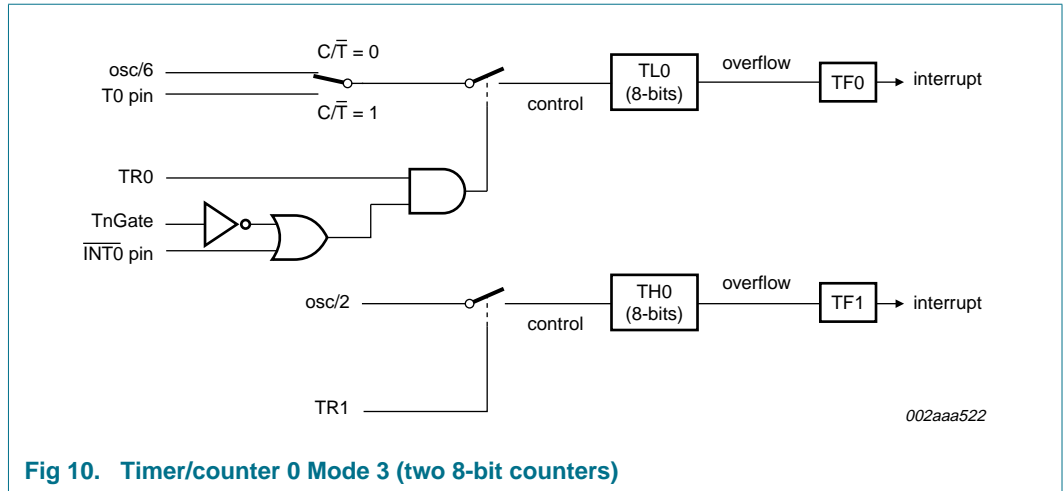 C/T̅ = 0
osc/6
T0 pin
C/T̅ = 1
control
TL0
(8-bits)
overflow
TF0
interrupt
TR0
TnGate
I̅N̅T̅0̅ pin
osc/2
control
TH0
(8-bits)
overflow
TF1
interrupt
TR1
002aaa522
Fig 10. Timer/counter 0 Mode 3 (two 8-bit counters)